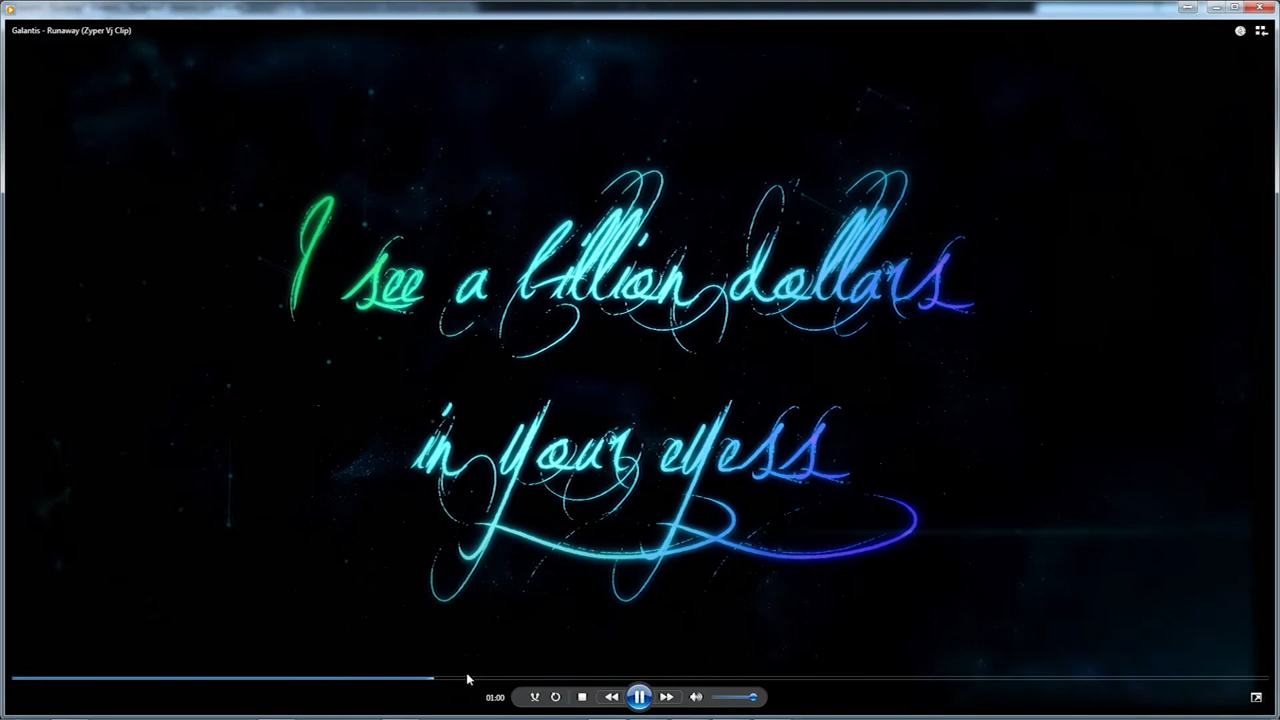 Galantis - Runaway (Zyper Vj Clip)
I see a billion dollars
in your eyess
01:00